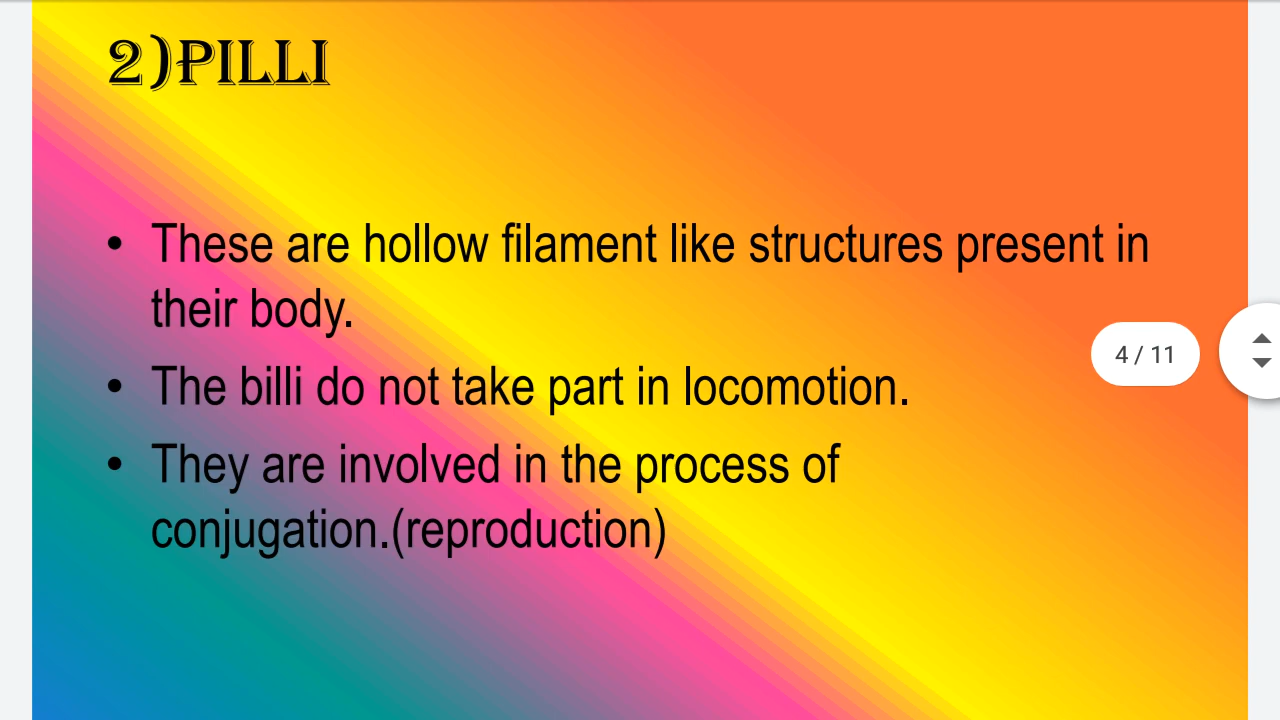 2)PILLI
• These are hollow filament like structures present in
their body.
• The billi do not take part in locomotion.
• They are involved in the process of
conjugation.(reproduction)
4 / 11